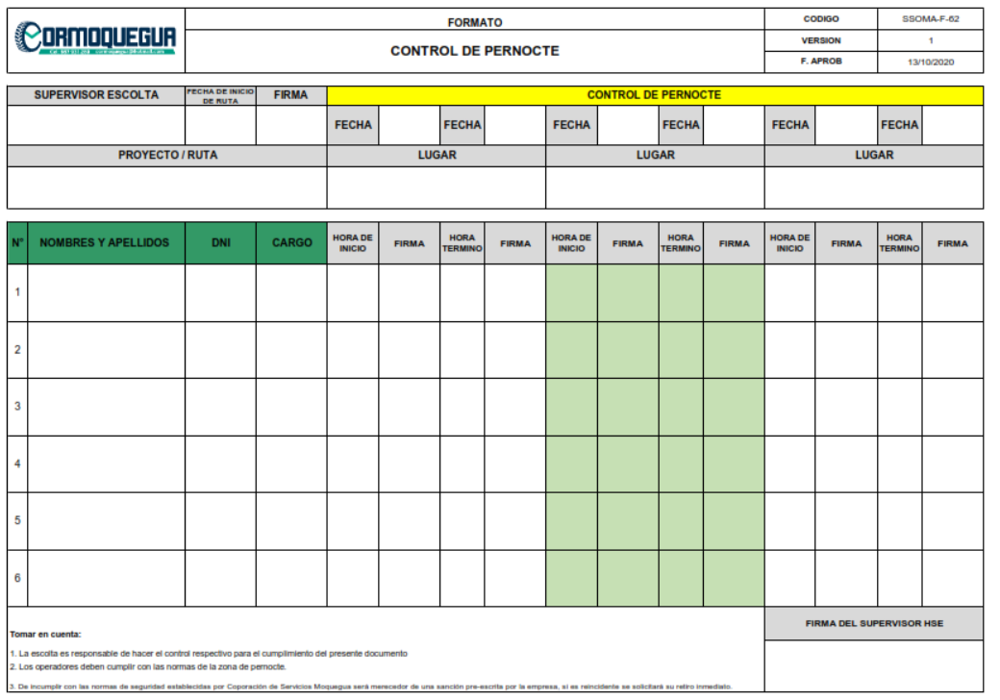 CORMOQUEGUA
FORMATO
CONTROL DE PERNOCTE
CODIGO SSOMA-F-62
VERSION 1
F. APROB 13/10/2020
SUPERVISOR ESCOLTA FECHA DE INICIO DE RUTA FIRMA CONTROL DE PERNOCTE
FECHA FECHA FECHA FECHA FECHA FECHA
PROYECTO / RUTA LUGAR LUGAR LUGAR
N° NOMBRES Y APELLIDOS DNI CARGO HORA DE INICIO FIRMA HORA TERMINO FIRMA HORA DE INICIO FIRMA HORA TERMINO FIRMA HORA DE INICIO FIRMA HORA TERMINO FIRMA
1
2
3
4
5
6
FIRMA DEL SUPERVISOR HSE
Tomar en cuenta:
1. La escolta es responsable de hacer el control respectivo para el cumplimiento del presente documento
2. Los operadores deben cumplir con las normas de la zona de pernocte.
3. De incumplir con las normas de seguridad establecidas por Coporación de Servicios Moquegua será merecedor de una sanción pre-escrita por la empresa, si es reincidente se solicitará su retiro inmediato.